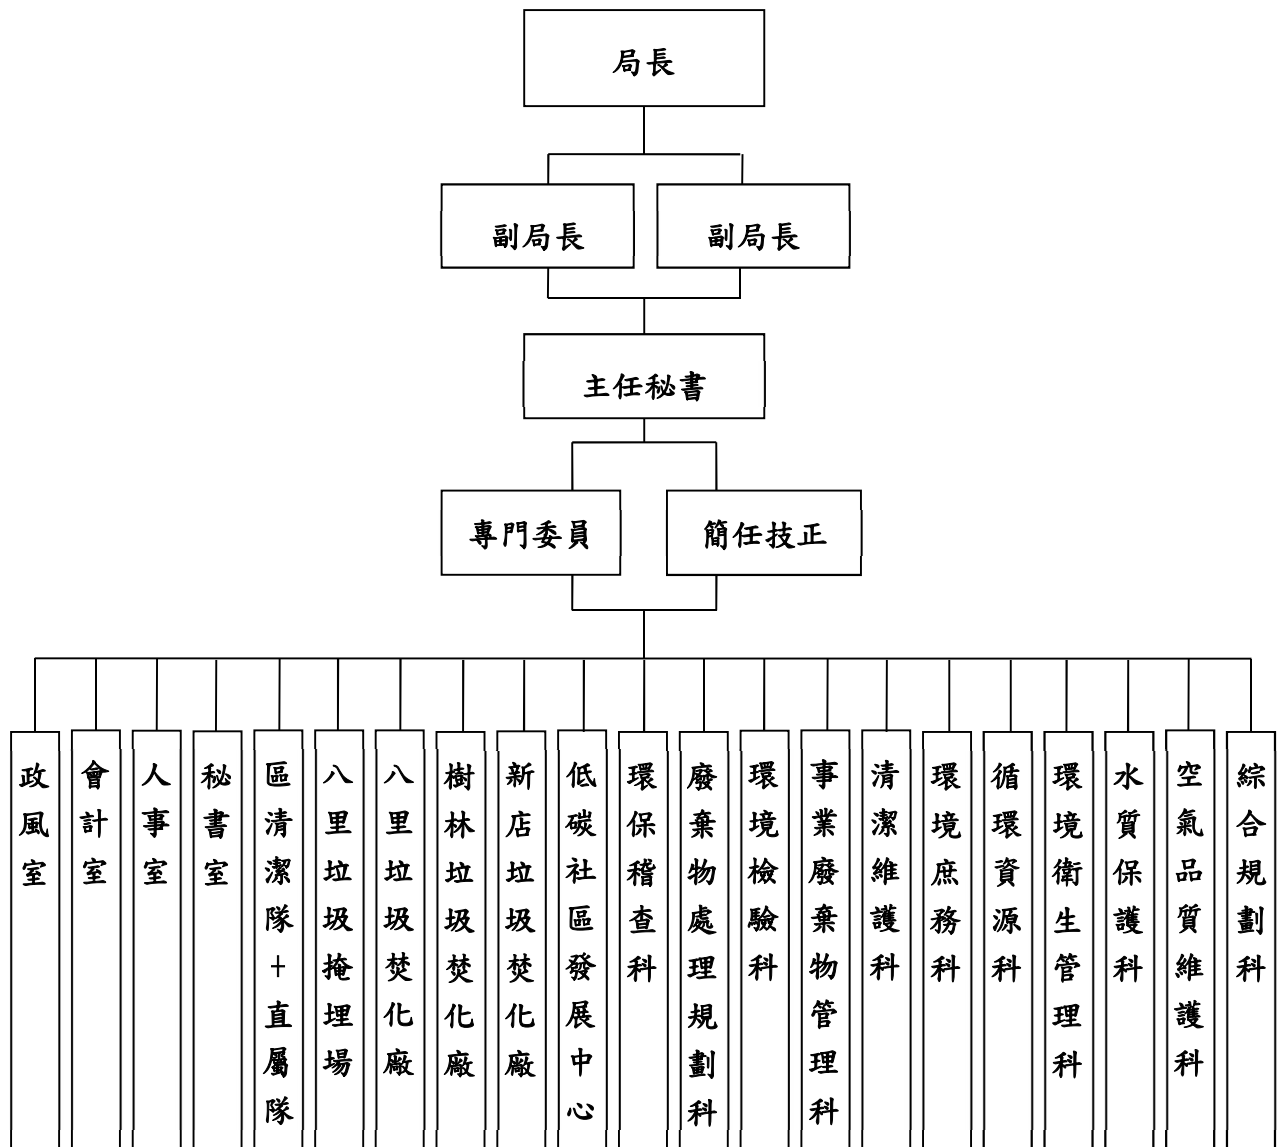 局長
副局長
副局長
主任秘書
專門委員
簡任技正
政風室
會計室
人事室
秘書室
區清潔隊+直屬隊
八里垃圾掩埋場
八里垃圾焚化廠
樹林垃圾焚化廠
新店垃圾焚化廠
低碳社區發展中心
環保稽查科
廢棄物處理規劃科
環境檢驗科
事業廢棄物管理科
清潔維護科
環境庶務科
循環資源科
環境衛生管理科
水質保護科
空氣品質維護科
綜合規劃科